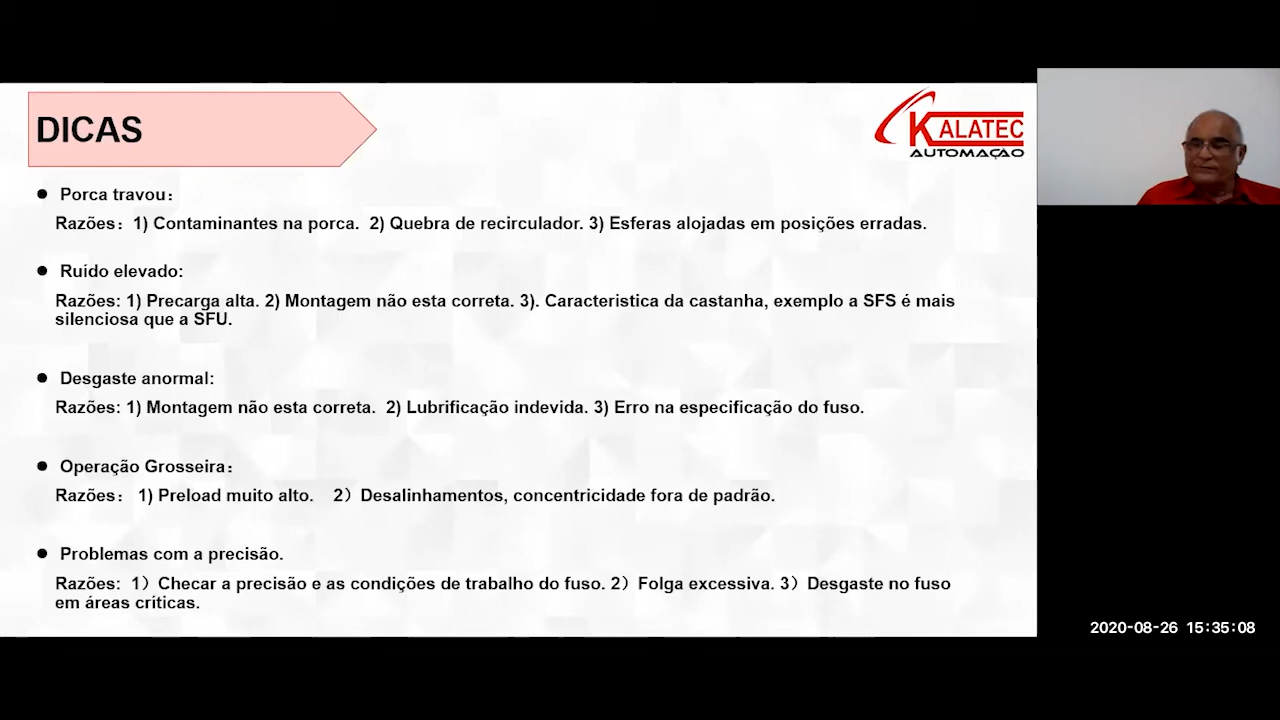 DICAS
KALATEC
AUTOMAÇÃO
● Porca travou：
Razões： 1) Contaminantes na porca. 2) Quebra de recirculador. 3) Esferas alojadas em posições erradas.
● Ruído elevado:
Razões: 1) Precarga alta. 2) Montagem não esta correta. 3). Caracteristica da castanha, exemplo a SFS é mais
silenciosa que a SFU.
● Desgaste anormal:
Razões: 1) Montagem não esta correta. 2) Lubrificação indevida. 3) Erro na especificação do fuso.
● Operação Grosseira：
Razões： 1) Preload muito alto. 2）Desalinhamentos, concentricidade fora de padrão.
● Problemas com a precisão.
Razões: 1）Checar a precisão e as condições de trabalho do fuso. 2）Folga excessiva. 3）Desgaste no fuso
em áreas críticas.
2020-08-26 15:35:08